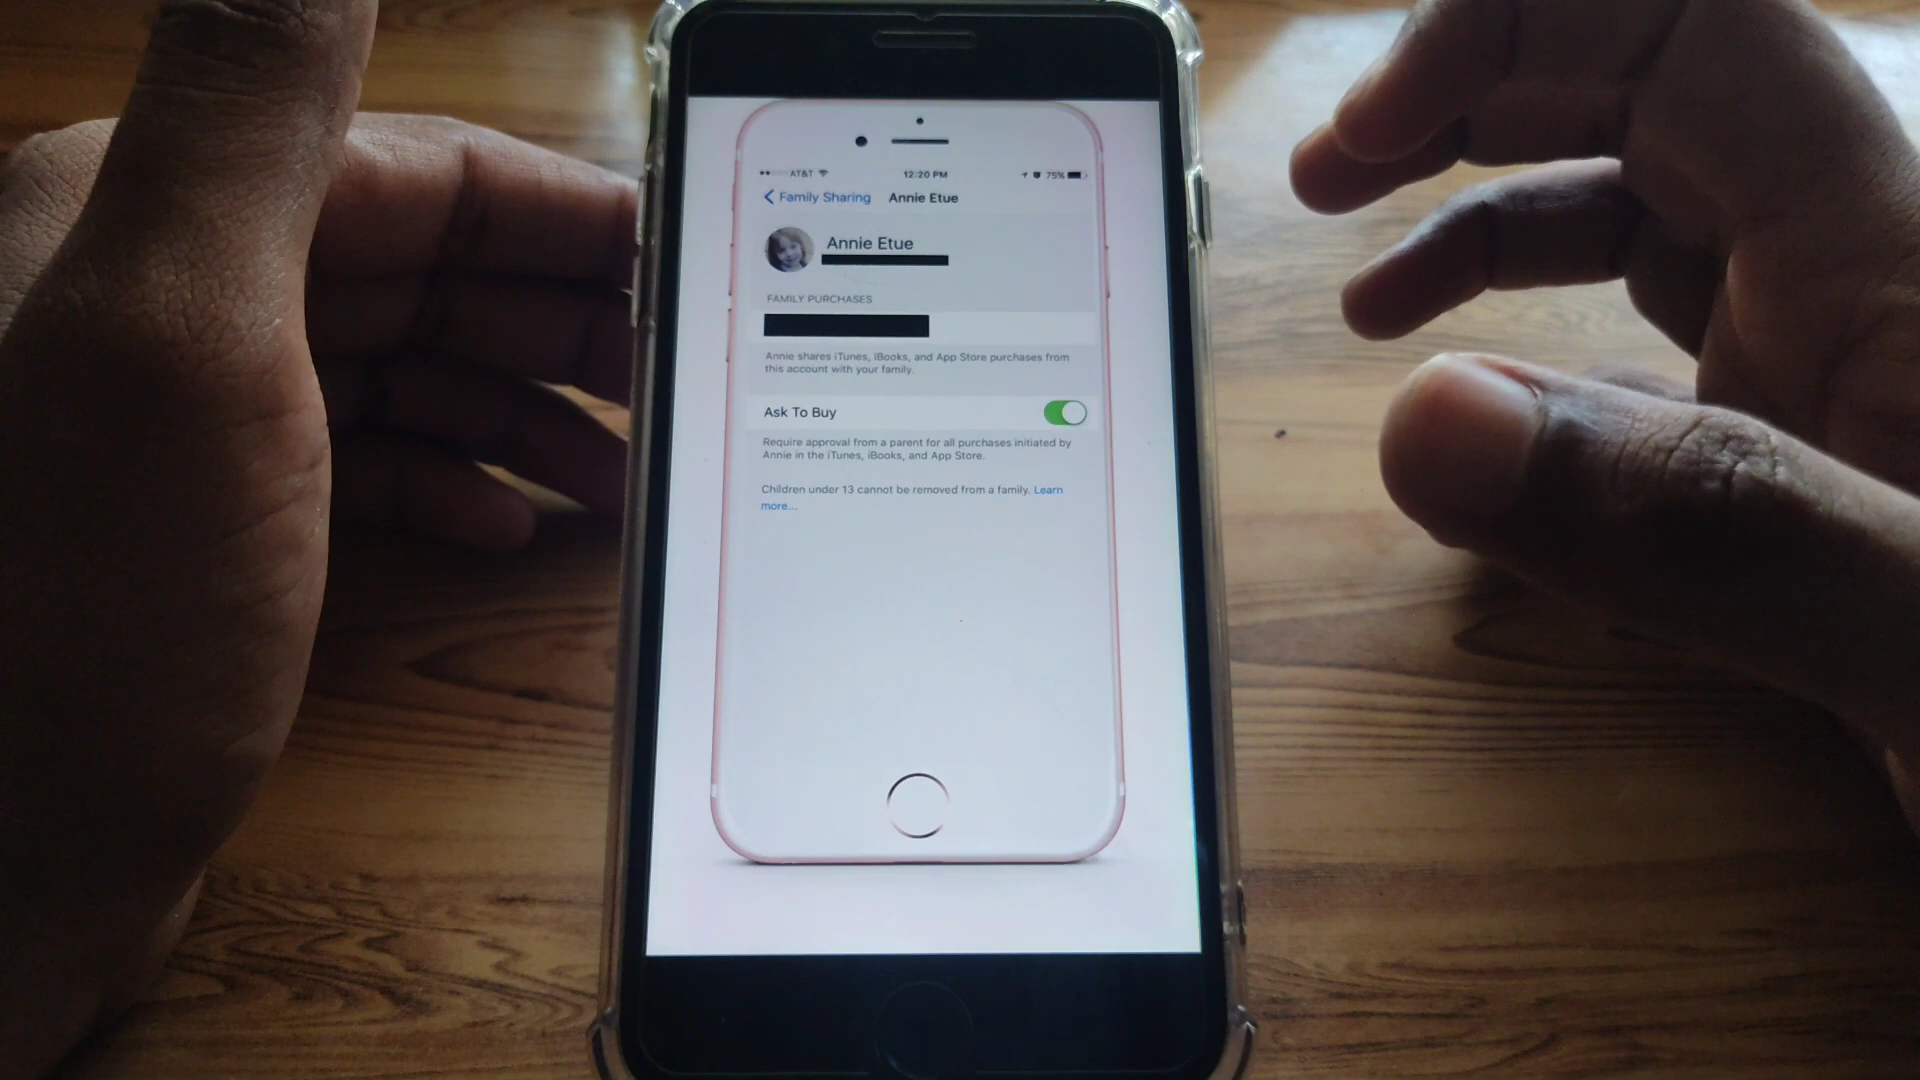 AT&T 12:20 PM 75%
Family Sharing Annie Etue
Annie Etue
FAMILY PURCHASES
Annie shares iTunes, iBooks, and App Store purchases from
this account with your family.
Ask To Buy
Require approval from a parent for all purchases initiated by
Annie in the iTunes, iBooks, and App Store.
Children under 13 cannot be removed from a family. Learn
more...